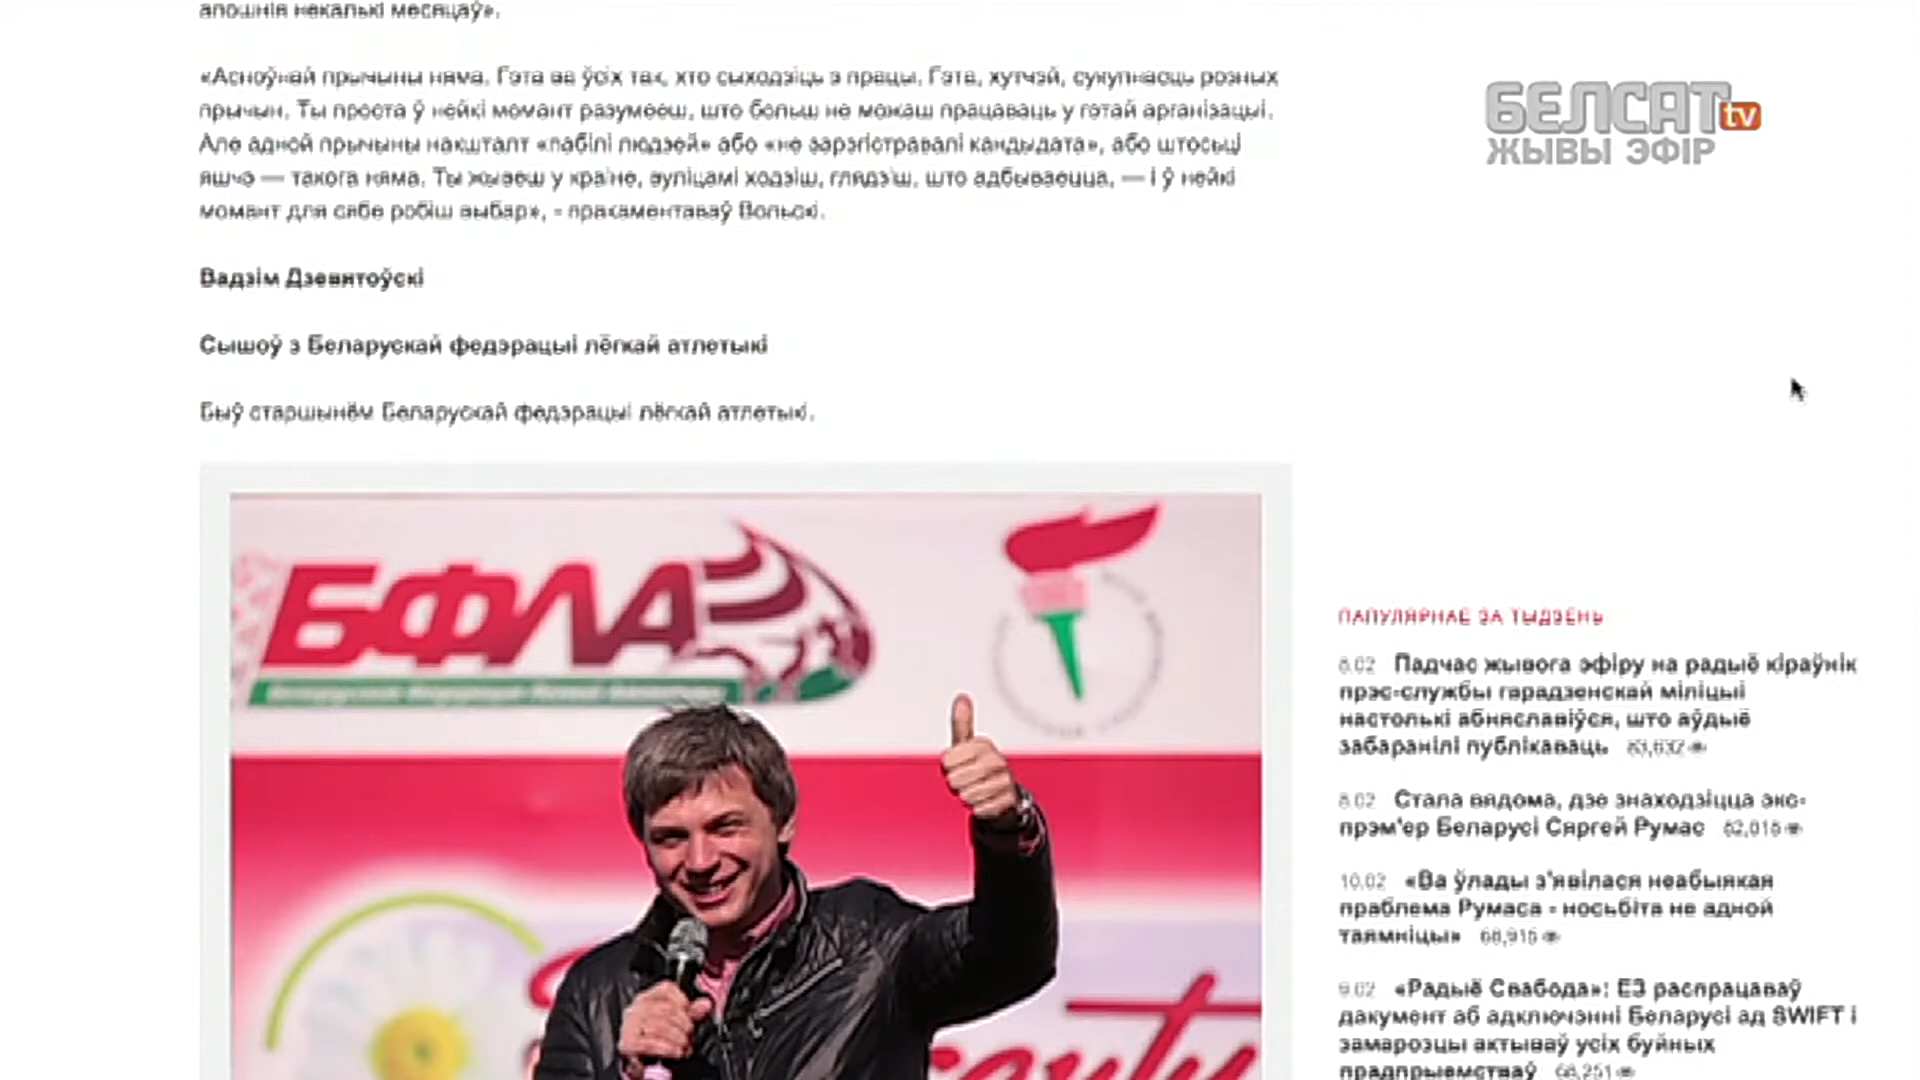 апошнія некалькі месяцаў».
«Асноўнай прычыны няма. Гэта ва ўсіх так, хто сыходзіць з працы. Гэта, хутчэй, сукупнасць розных
прычын. Ты проста ў нейкі момант разумееш, што больш не можаш працаваць у гэтай арганізацыі.
Але адной прычыны накшталт «пабілі людзей» або «не зарэгістравалі кандыдата», або штосьці
яшчэ — такога няма. Ты жывеш у краіне, вуліцамі ходзіш, глядзіш, што адбываецца, — і ў нейкі
момант для сябе робіш выбар», - пракаментаваў Вольскі.
Вадзім Дзевятоўскі
Сышоў з Беларускай федэрацыі лёгкай атлетыкі
Быў старшынём Беларускай федэрацыі лёгкай атлетыкі.
БЕЛСАТ tv
ЖЫВЫ ЭФІР
БФЛА
ПАПУЛЯРНАЕ ЗА ТЫДЗЕНЬ
8.02 Падчас жывога эфіру на радыё кіраўнік
прэс-службы гарадзенскай міліцыі
настолькі абняславіўся, што аўдыё
забаранілі публікаваць 83,632
8.02 Стала вядома, дзе знаходзіцца экс-
прэм'ер Беларусі Сяргей Румас
10.02 «Ва ўлады з'явілася неабыякая
праблема Румаса - носьбіта не адной
таямніцы» 68,915
9.02 «Радыё Свабода»: ЕЗ распрацаваў
дакумент аб адключэнні Беларусі ад SWIFT і
замарозцы актываў усіх буйных
прадпрыемстваў 68,251